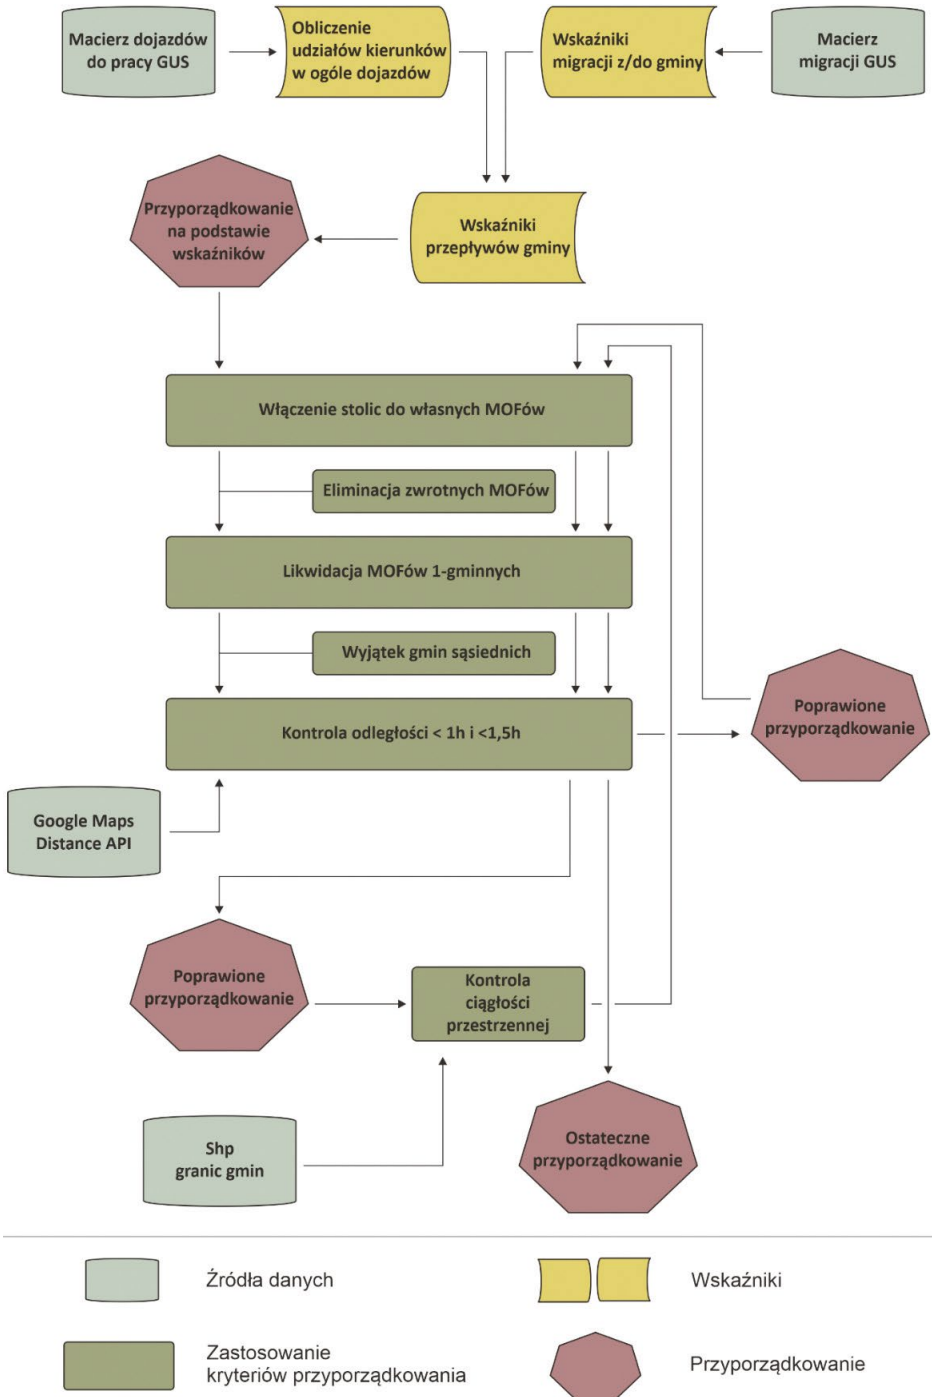 Macierz dojazdów
do pracy GUS
Obliczenie
udziałów kierunków
w ogóle dojazdów
Wskaźniki
migracji z/do gminy
Macierz
migracji GUS
Przyporządkowanie
na podstawie
wskaźników
Wskaźniki
przepływów gminy
Włączenie stolic do własnych MOFów
Eliminacja zwrotnych MOFów
Likwidacja MOFów 1-gminnych
Wyjątek gmin sąsiednich
Kontrola odległości < 1h i <1,5h
Poprawione
przyporządkowanie
Google Maps
Distance API
Poprawione
przyporządkowanie
Kontrola
ciągłości
przestrzennej
Shp
granic gmin
Ostateczne
przyporządkowanie
Źródła danych
Wskaźniki
Zastosowanie
kryteriów przyporządkowania
Przyporządkowanie